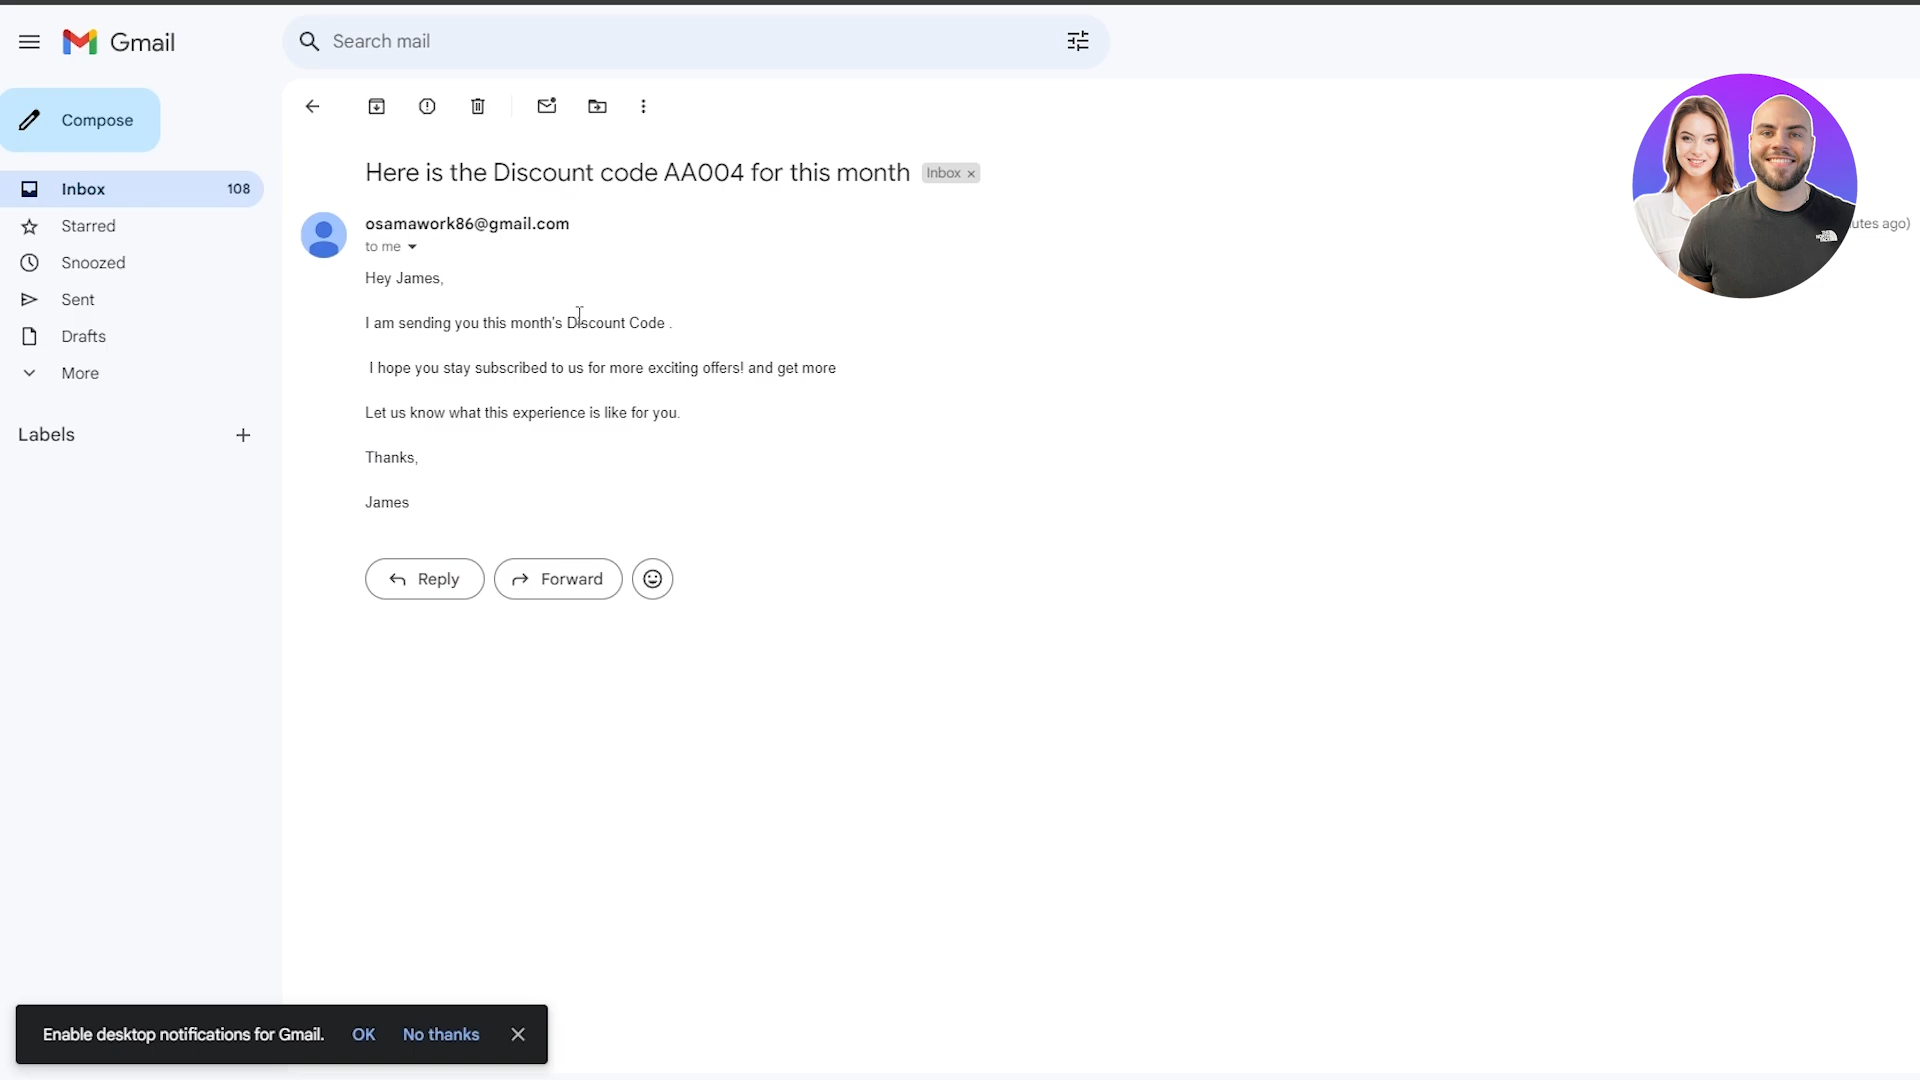 Gmail
Search mail
Compose
Inbox 108
Starred
Snoozed
Sent
Drafts
More
Labels
Here is the Discount code AA004 for this month Inbox ×
osamawork86@gmail.com
utes ago)
to me
Hey James,
I am sending you this month's Discount Code .
I hope you stay subscribed to us for more exciting offers! and get more
Let us know what this experience is like for you.
Thanks,
James
Reply Forward
Enable desktop notifications for Gmail. OK No thanks